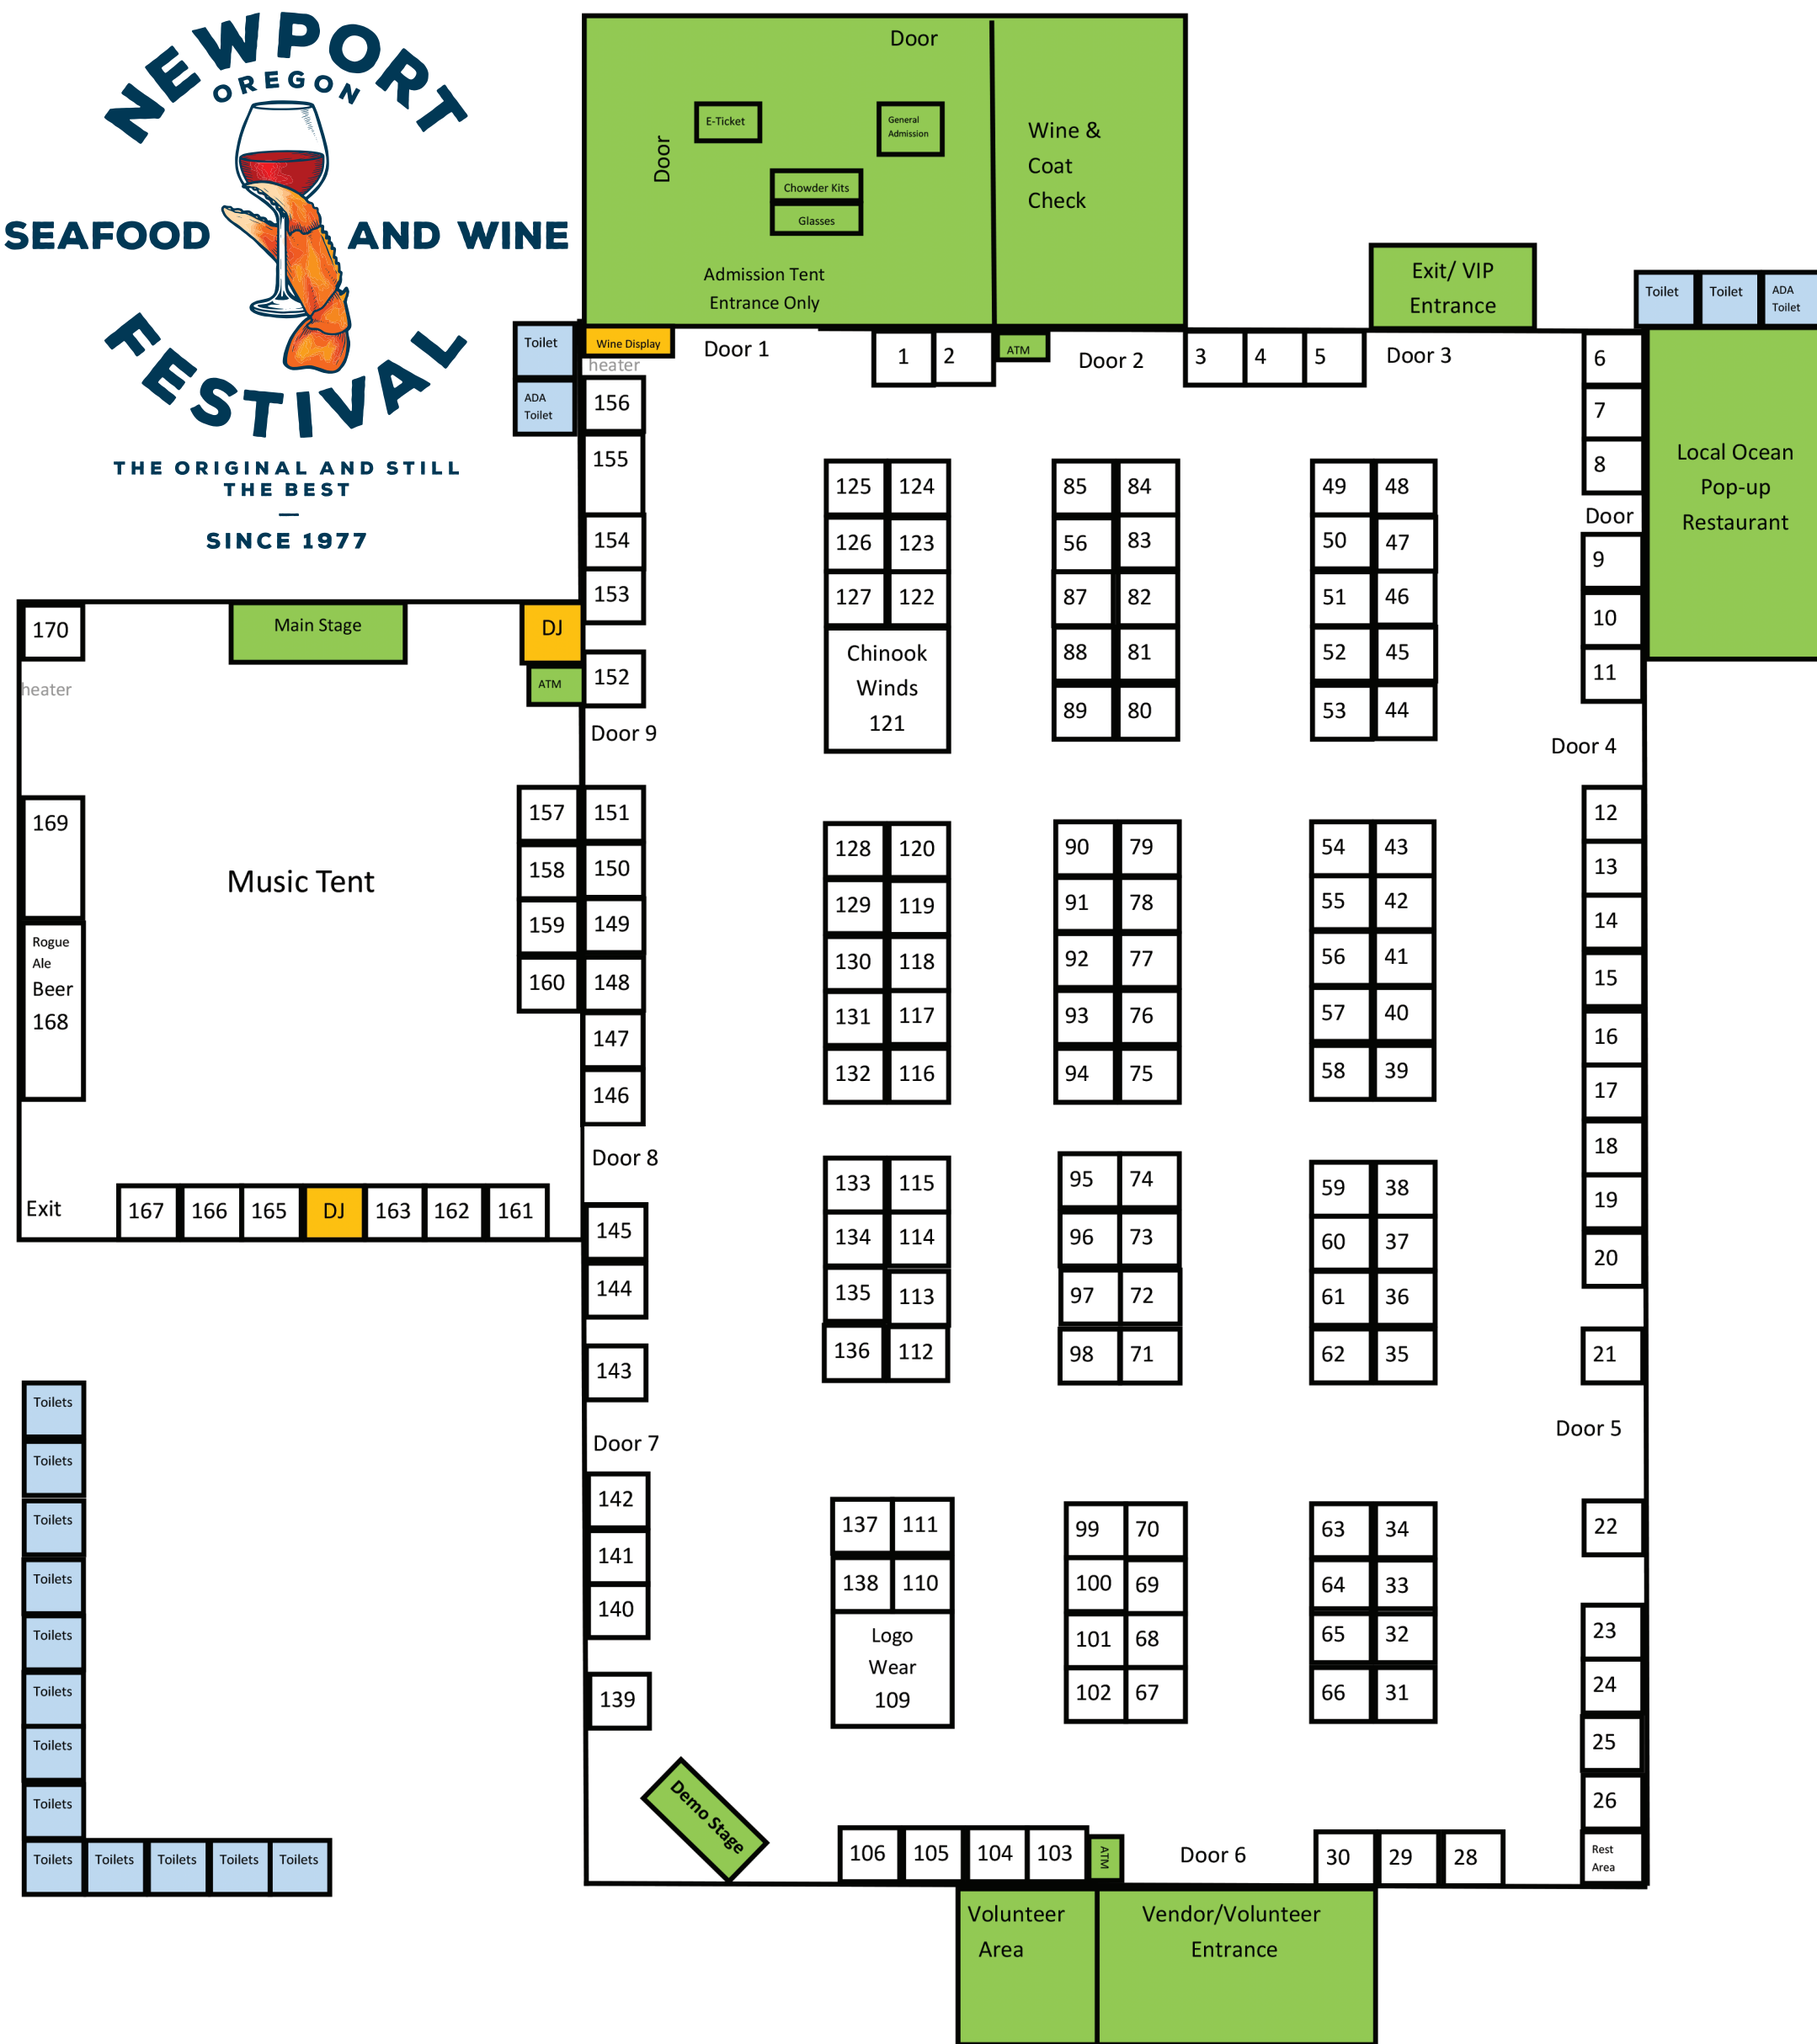 NEWPORT
OREGON
SEAFOOD AND WINE
FESTIVAL
THE ORIGINAL AND STILL
THE BEST
—
SINCE 1977
Door
Door
E-Ticket
General
Admission
Chowder Kits
Glasses
Admission Tent
Entrance Only
Wine &
Coat
Check
Exit/ VIP
Entrance
Toilet
Toilet
ADA
Toilet
Toilet
ADA
Toilet
Wine Display
heater
Door 1
1
2
ATM
Door 2
3
4
5
Door 3
6
7
8
Door
9
10
11
Door 4
Local Ocean
Pop-up
Restaurant
156
155
154
153
152
Door 9
125 124
126 123
127 122
Chinook
Winds
121
85 84
56 83
87 82
88 81
89 80
49 48
50 47
51 46
52 45
53 44
170
heater
Main Stage
DJ
ATM
169
Rogue
Ale
Beer
168
Music Tent
157 151
158 150
159 149
160 148
147
146
Door 8
Exit
167 166 165 DJ 163 162 161
128 120
129 119
130 118
131 117
132 116
90 79
91 78
92 77
93 76
94 75
54 43
55 42
56 41
57 40
58 39
12
13
14
15
16
17
18
19
20
21
Door 5
145
144
143
Door 7
133 115
134 114
135 113
136 112
95 74
96 73
97 72
98 71
59 38
60 37
61 36
62 35
Toilets
Toilets
Toilets
Toilets
Toilets
Toilets
Toilets
Toilets
Toilets Toilets Toilets Toilets Toilets
142
141
140
139
137 111
138 110
Logo
Wear
109
99 70
100 69
101 68
102 67
63 34
64 33
65 32
66 31
22
23
24
25
26
Rest
Area
Demo Stage
106 105 104 103
ATM
Door 6
30 29 28
Volunteer
Area
Vendor/Volunteer
Entrance